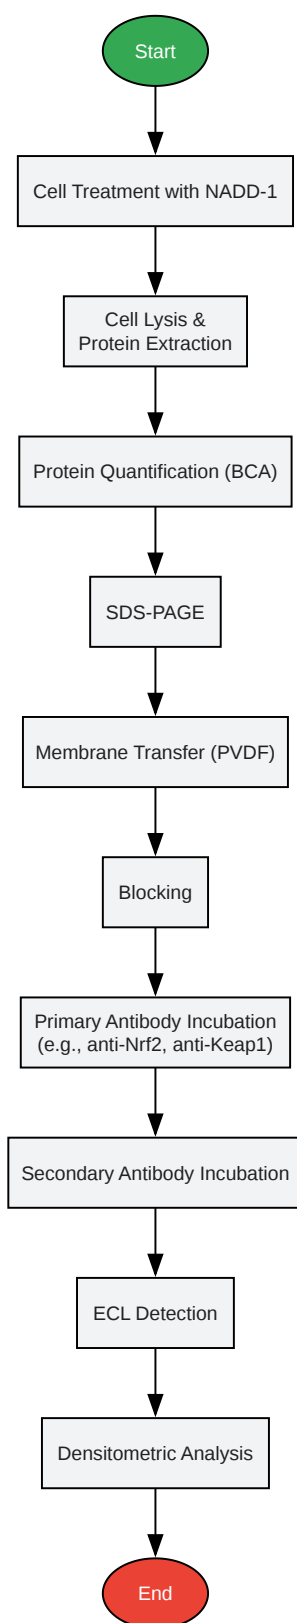 Start
Cell Treatment with NADD-1
Cell Lysis &
Protein Extraction
Protein Quantification (BCA)
SDS-PAGE
Membrane Transfer (PVDF)
Blocking
Primary Antibody Incubation
(e.g., anti-Nrf2, anti-Keap1)
Secondary Antibody Incubation
ECL Detection
Densitometric Analysis
End